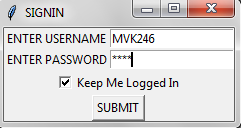 SIGNIN
ENTER USERNAME MVK246
ENTER PASSWORD ****
Keep Me Logged In
SUBMIT